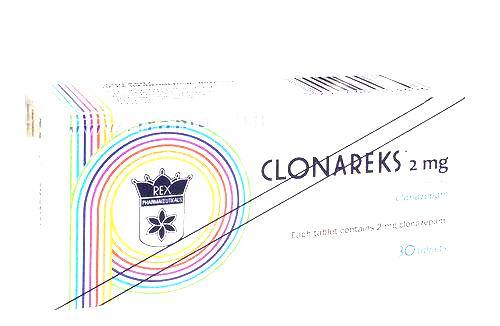 CLONAREKS 2 mg
Clonazepam
Each tablet contains 2 mg clonazepam
30 tablets
REX
PHARMACEUTICALS